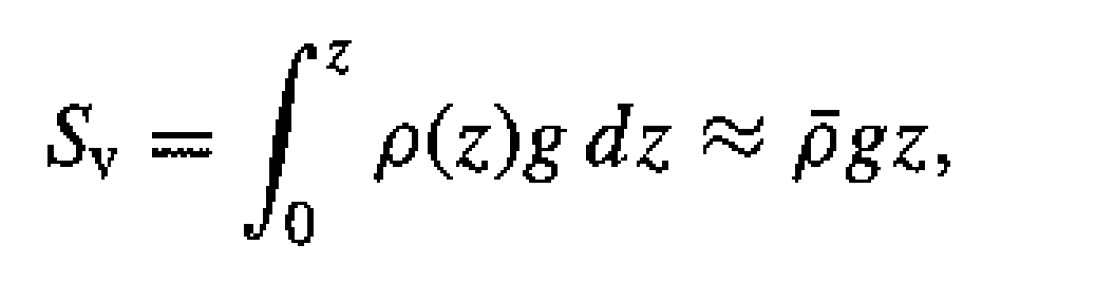 S_v = ∫_0^z ρ(z)g dz ≈ ρ̄gz,